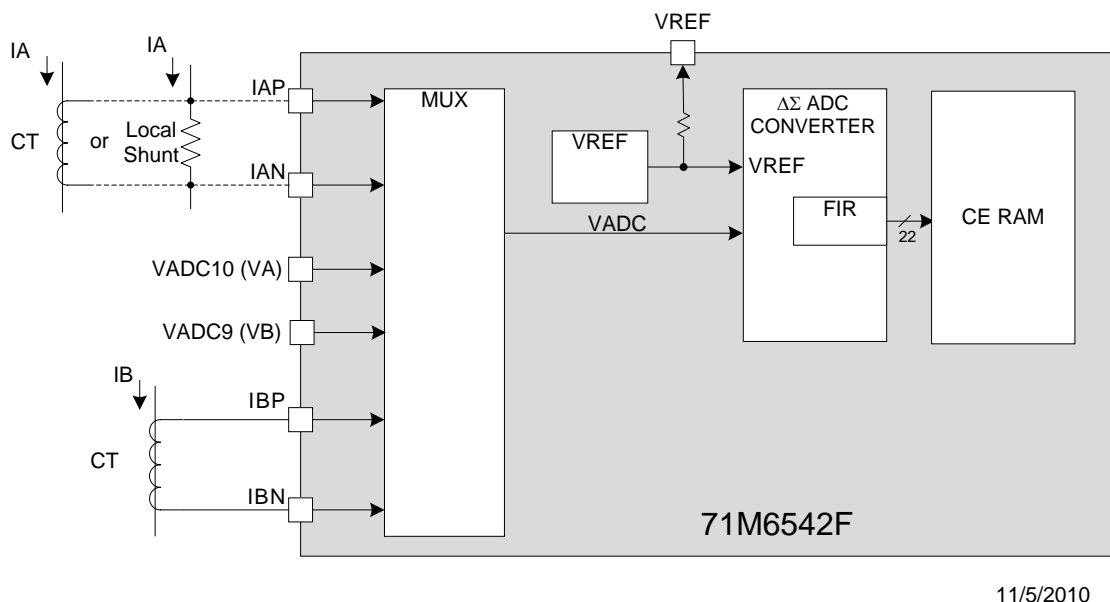 VREF
IA
IA
IAP
MUX
ΔΣ ADC
CONVERTER
CT
or
Local
Shunt
VREF
VREF
IAN
FIR
CE RAM
VADC
22
VADC10 (VA)
VADC9 (VB)
IB
IBP
CT
IBN
71M6542F
11/5/2010